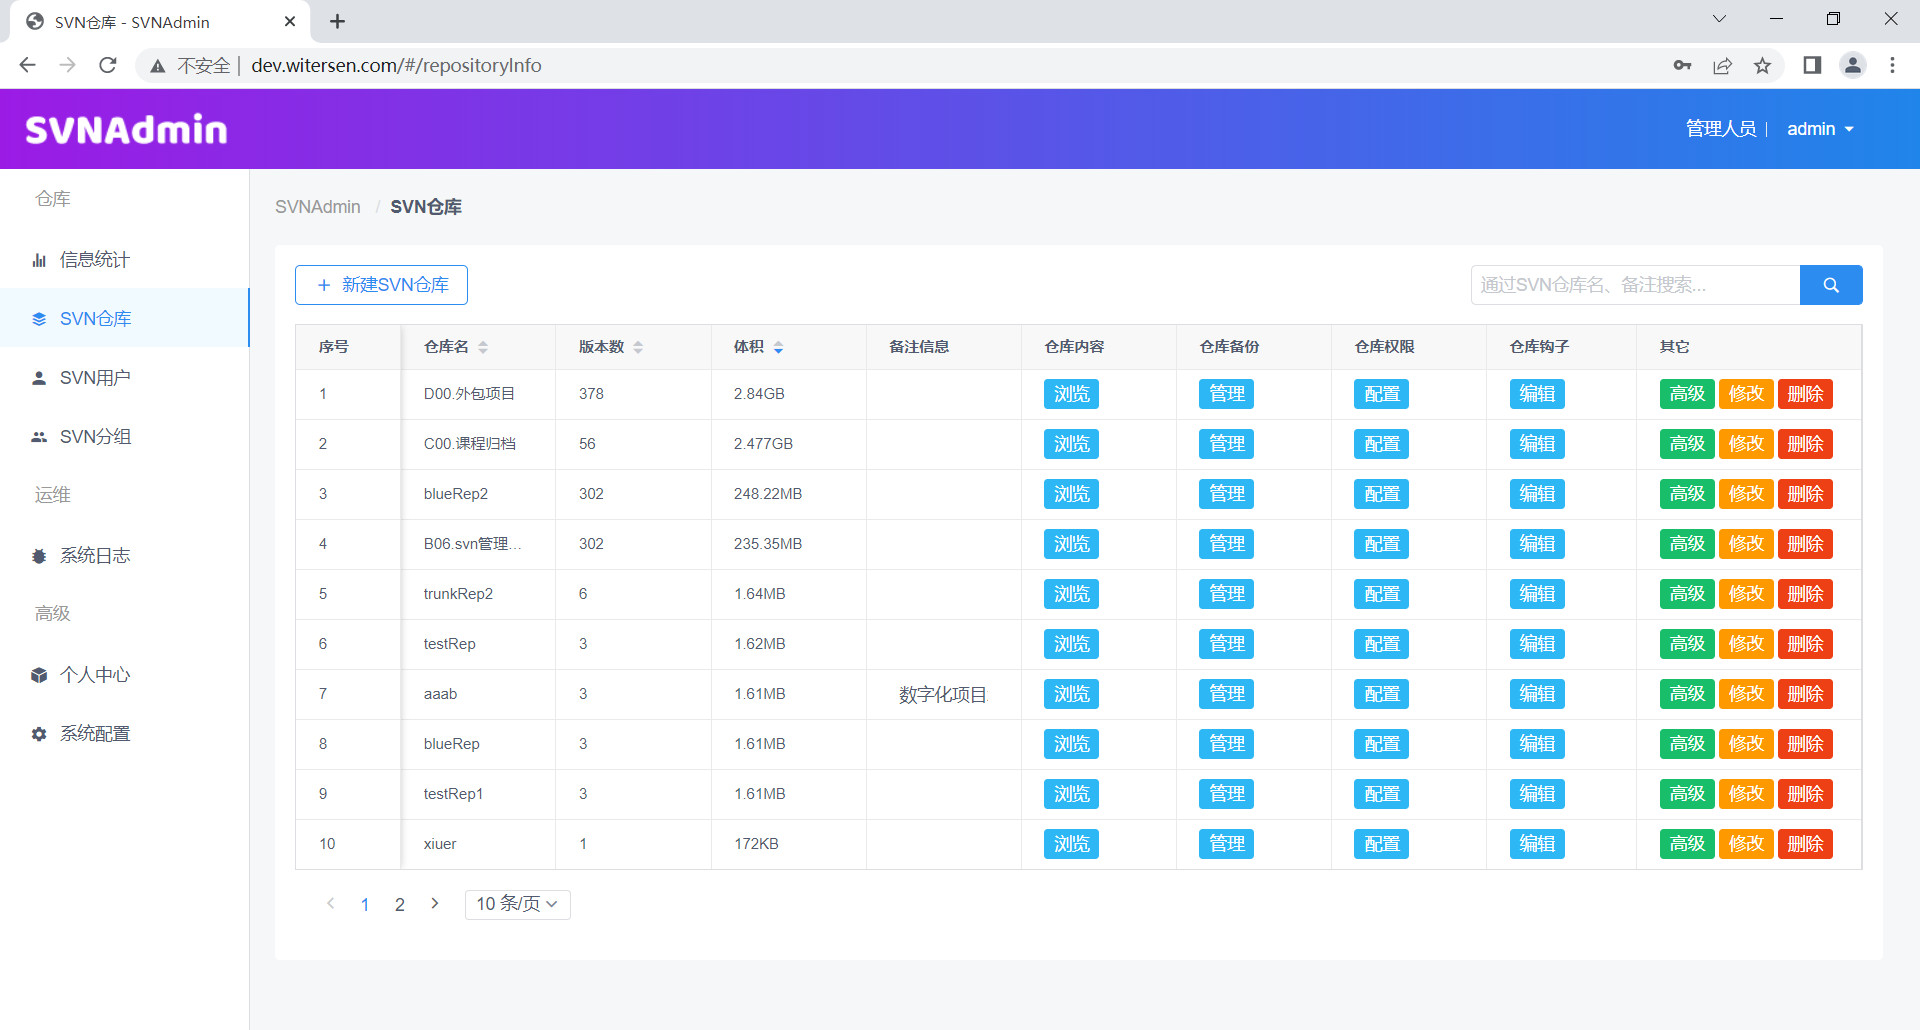 SVN仓库 - SVNAdmin
不安全 | dev.witersen.com/#/repositoryInfo
SVNAdmin
管理人员 | admin
仓库
信息统计
SVN仓库
SVN用户
SVN分组
运维
系统日志
高级
个人中心
系统配置
SVNAdmin / SVN仓库
+ 新建SVN仓库
通过SVN仓库名、备注搜索...
序号 仓库名 版本数 体积 备注信息 仓库内容 仓库备份 仓库权限 仓库钩子 其它
1 D00.外包项目 378 2.84GB 浏览 管理 配置 编辑 高级 修改 删除
2 C00.课程归档 56 2.477GB 浏览 管理 配置 编辑 高级 修改 删除
3 blueRep2 302 248.22MB 浏览 管理 配置 编辑 高级 修改 删除
4 B06.svn管理... 302 235.35MB 浏览 管理 配置 编辑 高级 修改 删除
5 trunkRep2 6 1.64MB 浏览 管理 配置 编辑 高级 修改 删除
6 testRep 3 1.62MB 浏览 管理 配置 编辑 高级 修改 删除
7 aaab 3 1.61MB 数字化项目 浏览 管理 配置 编辑 高级 修改 删除
8 blueRep 3 1.61MB 浏览 管理 配置 编辑 高级 修改 删除
9 testRep1 3 1.61MB 浏览 管理 配置 编辑 高级 修改 删除
10 xiuer 1 172KB 浏览 管理 配置 编辑 高级 修改 删除
1 2 10 条/页